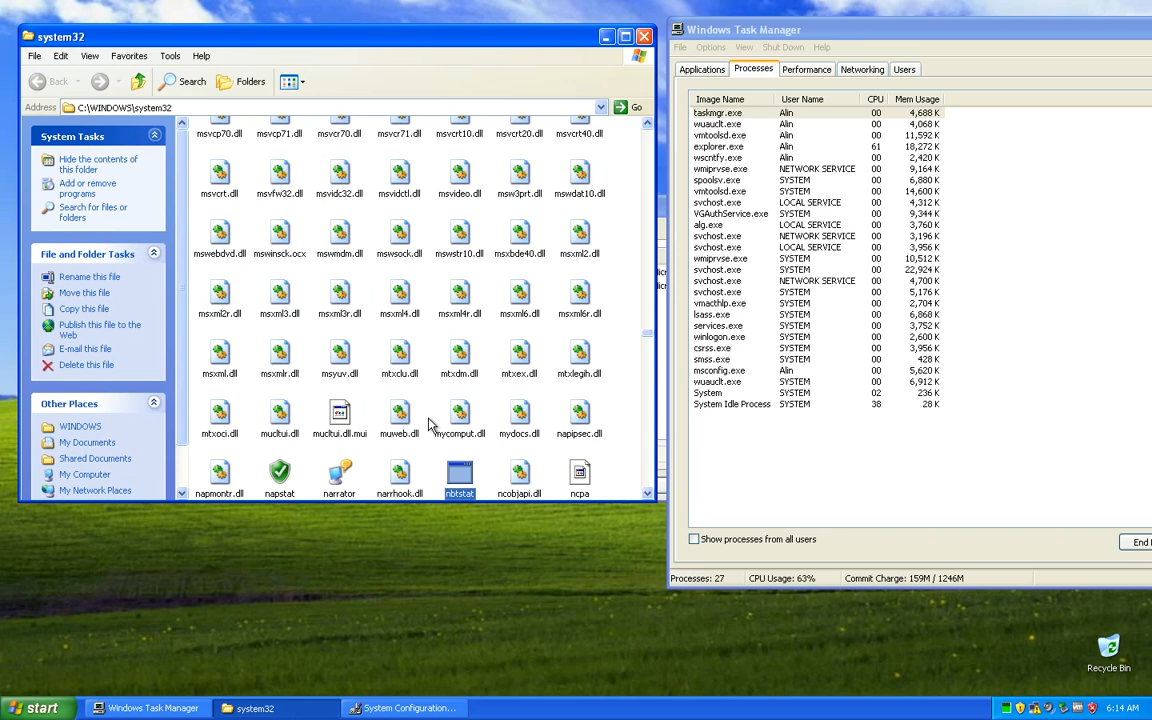 system32
File Edit View Favorites Tools Help
Back Search Folders
Address C:\WINDOWS\system32 Go
System Tasks
Hide the contents of
this folder
Add or remove
programs
Search for files or
folders
File and Folder Tasks
Rename this file
Move this file
Copy this file
Publish this file to the
Web
E-mail this file
Delete this file
Other Places
WINDOWS
My Documents
Shared Documents
My Computer
My Network Places
msvcp70.dll msvcp71.dll msvcr70.dll msvcr71.dll msvcrt10.dll msvcrt20.dll msvcrt40.dll
msvcrt.dll msvfw32.dll msvidc32.dll msvidctl.dll msvideo.dll msw3prt.dll mswdat10.dll
mswebdvd.dll mswinsck.ocx mswmdm.dll mswsock.dll mswstr10.dll msxbde40.dll msxml2.dll
msxml2r.dll msxml3.dll msxml3r.dll msxml4.dll msxml4r.dll msxml6.dll msxml6r.dll
msxml.dll msxmlr.dll msyuv.dll mtxclu.dll mtxdm.dll mtxex.dll mtxlegih.dll
mtxoci.dll mucltui.dll mucltui.dll.mui muweb.dll mycomput.dll mydocs.dll napipsec.dll
napmontr.dll napstat narrator narrhook.dll nbtstat ncobjapi.dll ncpa
Windows Task Manager
File Options View Shut Down Help
Applications Processes Performance Networking Users
Image Name User Name CPU Mem Usage
taskmgr.exe Alin 00 4,688 K
wuauclt.exe Alin 00 4,068 K
vmtoolsd.exe Alin 00 11,592 K
explorer.exe Alin 61 18,272 K
wscntfy.exe Alin 00 2,420 K
wmiprvse.exe NETWORK SERVICE 00 9,164 K
spoolsv.exe SYSTEM 00 6,880 K
vmtoolsd.exe SYSTEM 00 14,600 K
svchost.exe LOCAL SERVICE 00 4,312 K
VGAuthService.exe SYSTEM 00 9,344 K
alg.exe LOCAL SERVICE 00 3,760 K
svchost.exe NETWORK SERVICE 00 3,196 K
svchost.exe LOCAL SERVICE 00 3,956 K
wmiprvse.exe SYSTEM 00 10,512 K
svchost.exe SYSTEM 00 22,924 K
svchost.exe NETWORK SERVICE 00 4,700 K
svchost.exe SYSTEM 00 5,176 K
vmacthlp.exe SYSTEM 00 2,704 K
lsass.exe SYSTEM 00 6,868 K
services.exe SYSTEM 00 3,752 K
winlogon.exe SYSTEM 00 2,600 K
csrss.exe SYSTEM 00 3,956 K
smss.exe SYSTEM 00 428 K
msconfig.exe Alin 00 5,620 K
wuauclt.exe SYSTEM 00 6,912 K
System SYSTEM 02 236 K
System Idle Process SYSTEM 38 28 K
Show processes from all users
End
Processes: 27 CPU Usage: 63% Commit Charge: 159M / 1246M
Recycle Bin
start Windows Task Manager system32 System Configuration... 6:14 AM